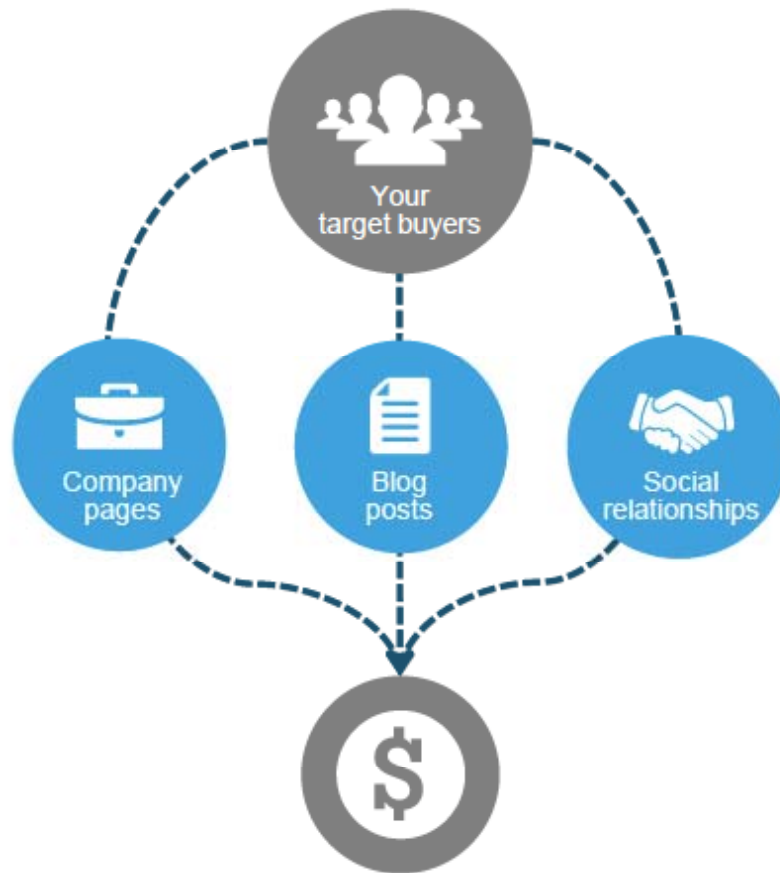 Your
target buyers
Company
pages
Blog
posts
Social
relationships
$